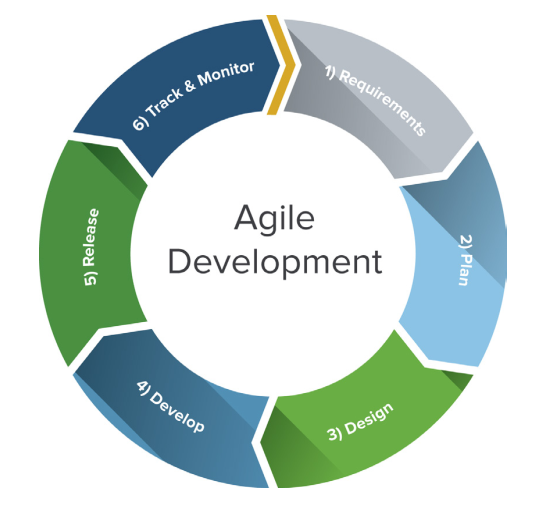 Agile
Development
1) Requirements
2) Plan
3) Design
4) Develop
5) Release
6) Track & Monitor